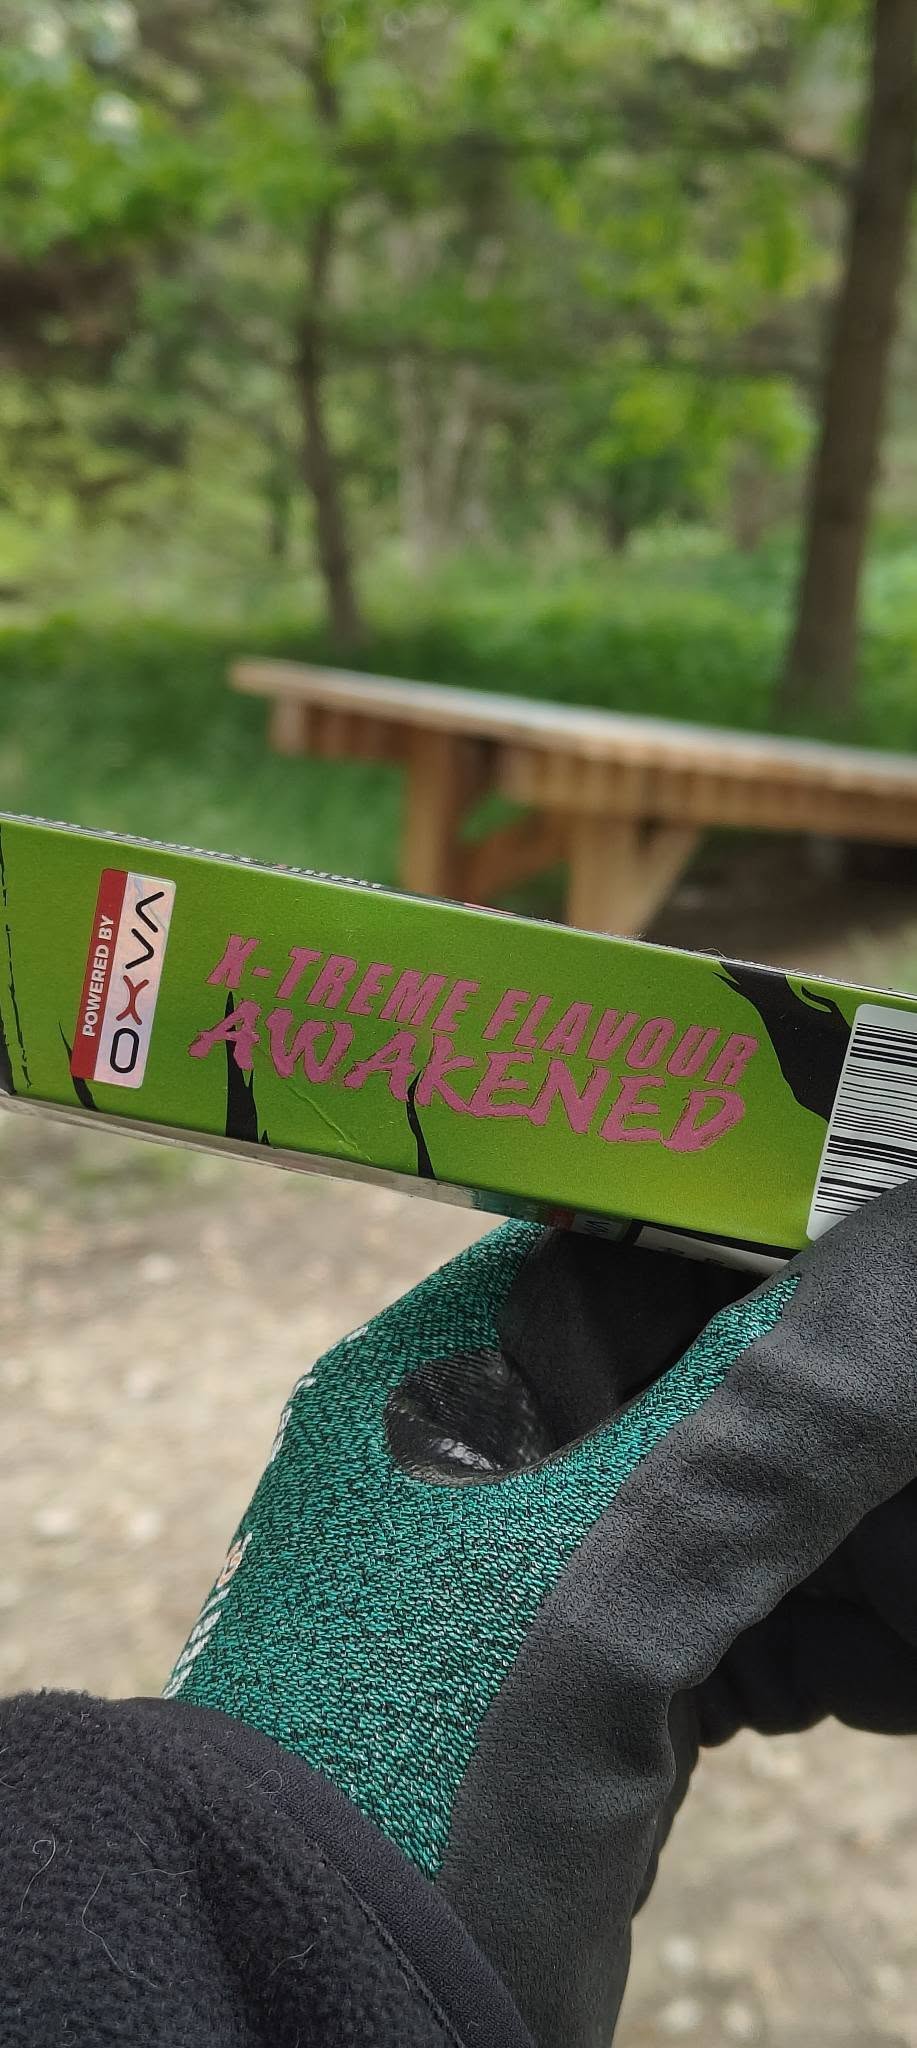 POWERED BY
OXVA
X-TREME FLAVOUR
AWAKENED